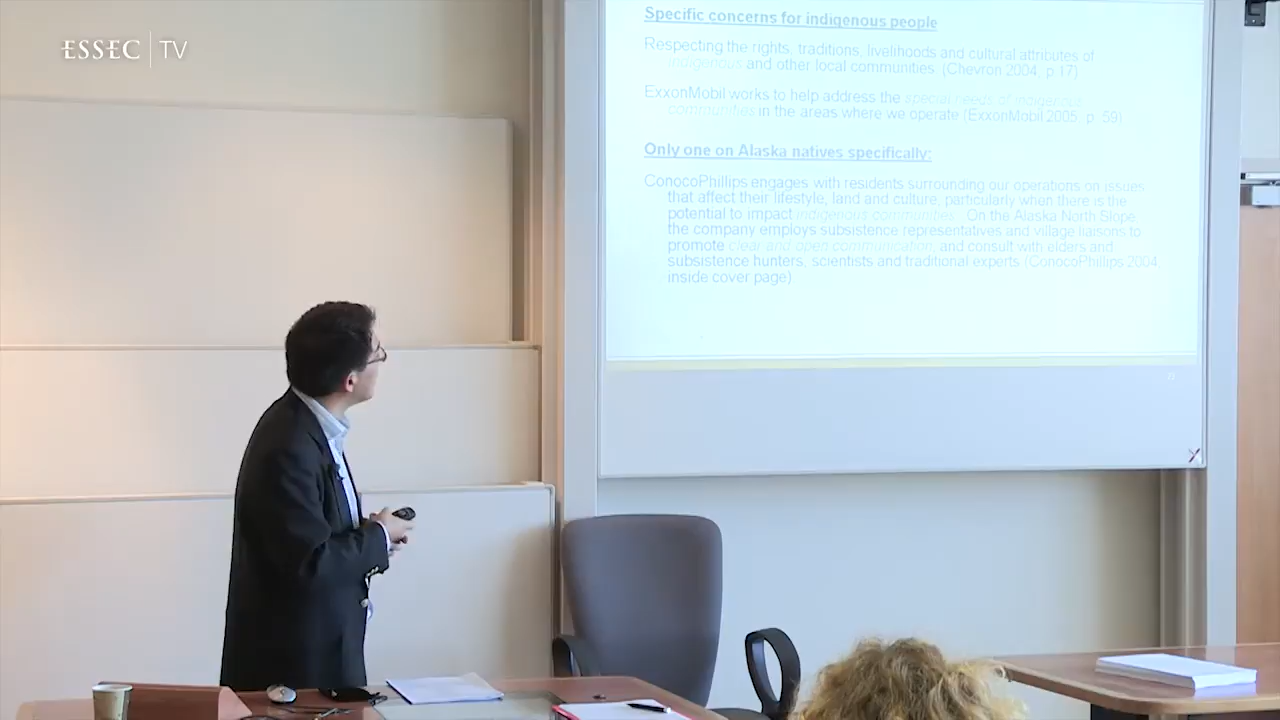 ESSEC TV
Specific concerns for indigenous people
Respecting the rights, traditions, livelihoods and cultural attributes of
indigenous and other local communities. (Chevron 2004, p.17)
ExxonMobil works to help address the special needs of indigenous
communities in the areas where we operate (ExxonMobil 2005, p. 59)
Only one on Alaska natives specifically:
ConocoPhillips engages with residents surrounding our operations on issues
that affect their lifestyle, land and culture, particularly when there is the
potential to impact indigenous communities. On the Alaska North Slope,
the company employs subsistence representatives and village liaisons to
promote clear and open communication, and consult with elders and
subsistence hunters, scientists and traditional experts (ConocoPhillips 2004,
inside cover page)